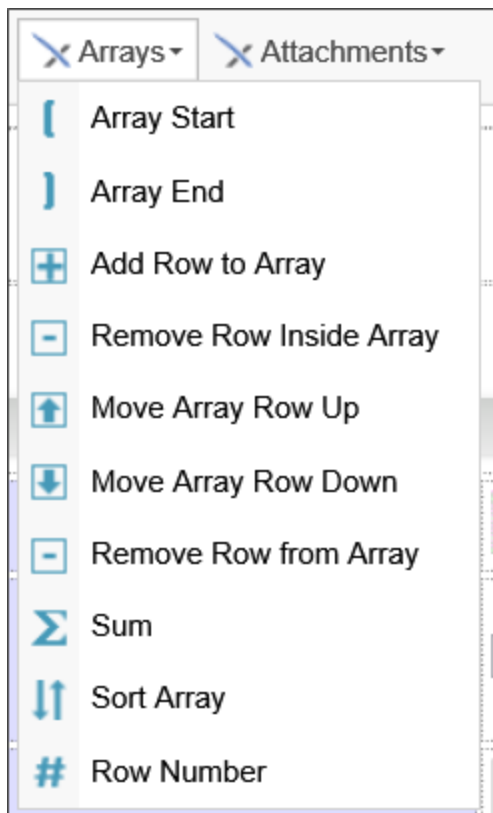 Arrays Attachments
Array Start
Array End
Add Row to Array
Remove Row Inside Array
Move Array Row Up
Move Array Row Down
Remove Row from Array
Sum
Sort Array
Row Number